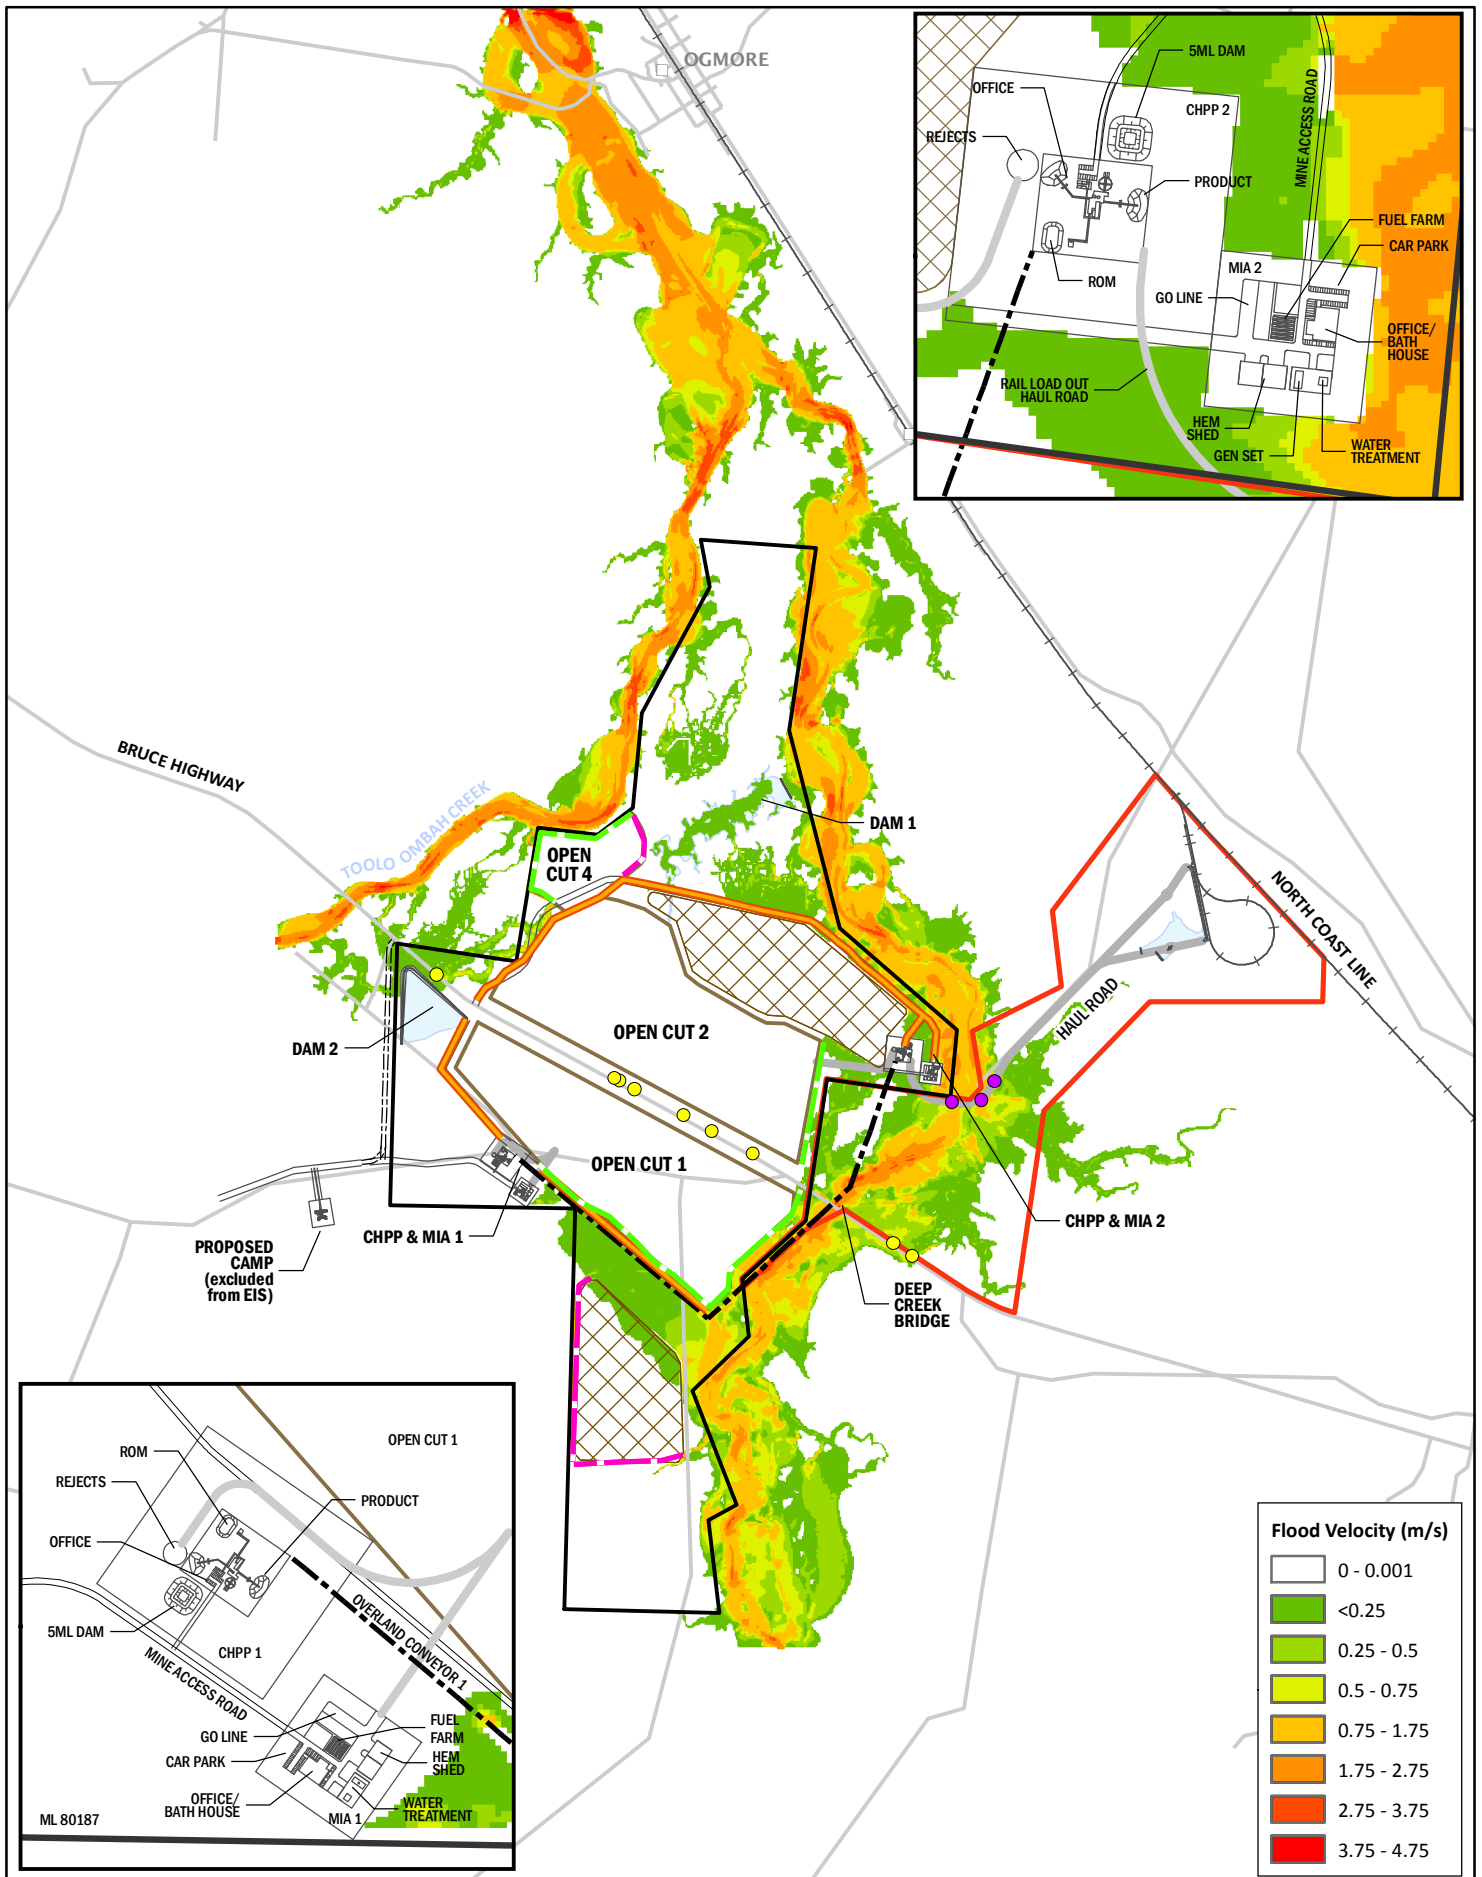 OGMORE
5ML DAM
OFFICE
CHPP 2
REJECTS
MINE ACCESS ROAD
PRODUCT
FUEL FARM
CAR PARK
MIA 2
ROM
GO LINE
OFFICE/
BATH
HOUSE
RAIL LOAD OUT
HAUL ROAD
HEM
SHED
GEN SET
WATER
TREATMENT
BRUCE HIGHWAY
TOOLO OMBAH CREEK
DAM 1
OPEN
CUT 4
NORTH COAST LINE
HAUL ROAD
DAM 2
OPEN CUT 2
OPEN CUT 1
CHPP & MIA 1
CHPP & MIA 2
PROPOSED
CAMP
(excluded
from EIS)
DEEP
CREEK
BRIDGE
OPEN CUT 1
ROM
REJECTS
PRODUCT
OFFICE
5ML DAM
CHPP 1
OVERLAND CONVEYOR 1
MINE ACCESS ROAD
GO LINE
FUEL
FARM
CAR PARK
HEM
SHED
OFFICE/
BATH HOUSE
WATER
TREATMENT
MIA 1
ML 80187
Flood Velocity (m/s)
0 - 0.001
<0.25
0.25 - 0.5
0.5 - 0.75
0.75 - 1.75
1.75 - 2.75
2.75 - 3.75
3.75 - 4.75